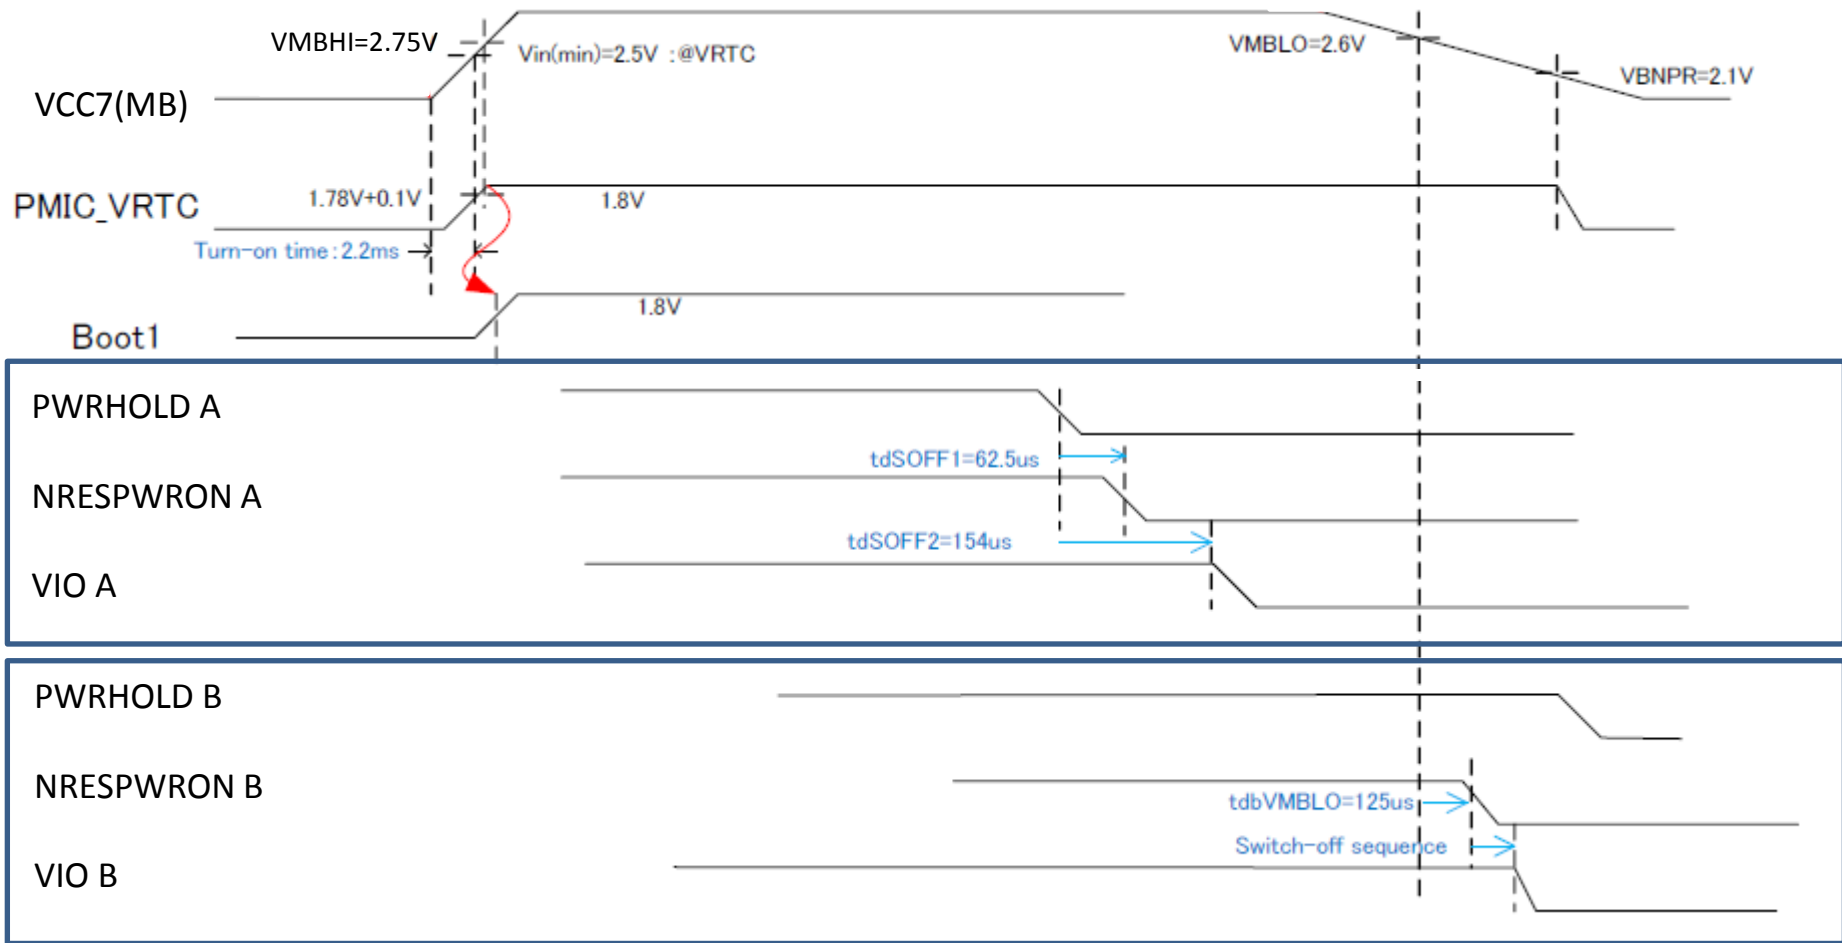 VMBHI=2.75V
Vin(min)=2.5V :@VRTC
VMBLO=2.6V
VBNPR=2.1V
VCC7(MB)
1.78V+0.1V
1.8V
PMIC_VRTC
Turn-on time:2.2ms
1.8V
Boot1
PWRHOLD A
tdSOFF1=62.5us
NRESPWRON A
tdSOFF2=154us
VIO A
PWRHOLD B
NRESPWRON B
tdbVMBLO=125us
Switch-off sequence
VIO B